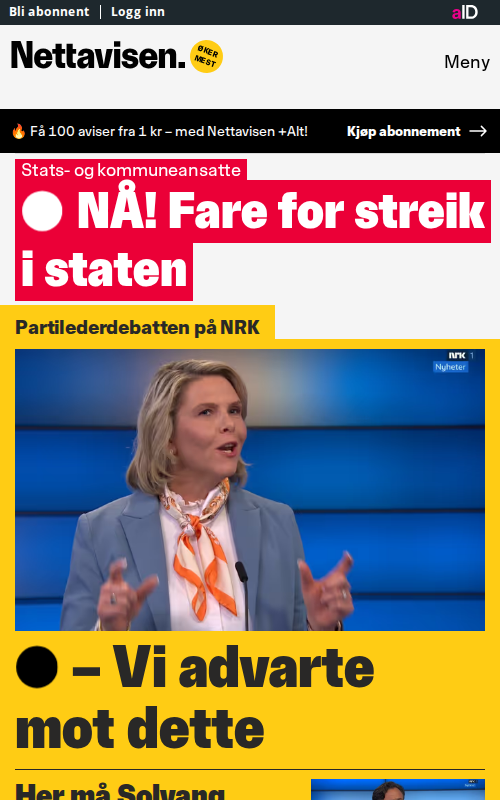 Bli abonnent | Logg inn
aID
Nettavisen.
ØKER
MEST
Meny
Få 100 aviser fra 1 kr – med Nettavisen +Alt!
Kjøp abonnement
Stats- og kommuneansatte
NÅ! Fare for streik
i staten
Partilederdebatten på NRK
NRK 1
Nyheter
– Vi advarte
mot dette
Her må Solvang